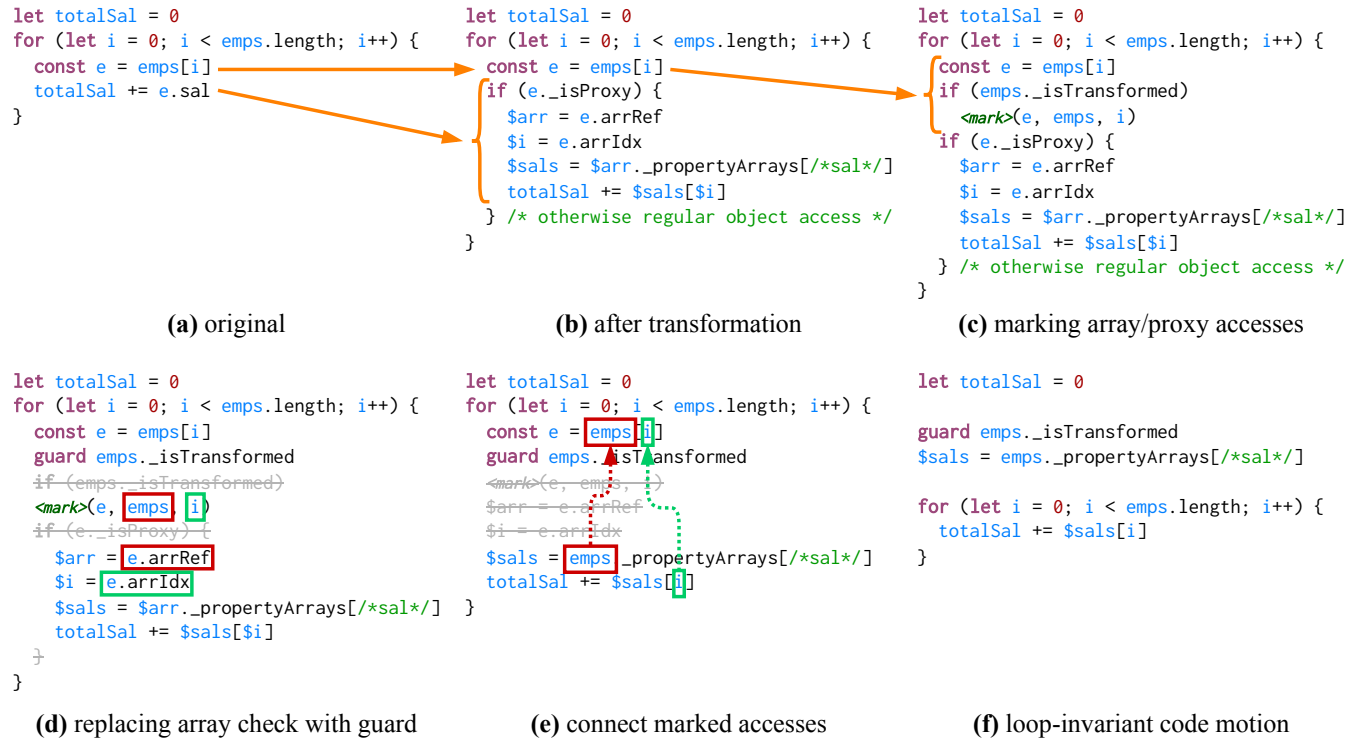 let totalSal = 0
for (let i = 0; i < emps.length; i++) {
  const e = emps[i]
  totalSal += e.sal
}
(a) original
let totalSal = 0
for (let i = 0; i < emps.length; i++) {
  const e = emps[i]
  if (e._isProxy) {
    $arr = e.arrRef
    $i = e.arrIdx
    $sals = $arr._propertyArrays[/*sal*/]
    totalSal += $sals[$i]
  } /* otherwise regular object access */
}
(b) after transformation
let totalSal = 0
for (let i = 0; i < emps.length; i++) {
  const e = emps[i]
  if (emps._isTransformed)
    <mark>(e, emps, i)
  if (e._isProxy) {
    $arr = e.arrRef
    $i = e.arrIdx
    $sals = $arr._propertyArrays[/*sal*/]
    totalSal += $sals[$i]
  } /* otherwise regular object access */
}
(c) marking array/proxy accesses
let totalSal = 0
for (let i = 0; i < emps.length; i++) {
  const e = emps[i]
  guard emps._isTransformed
  if (emps._isTransformed)
  <mark>(e, emps, i)
  if (e._isProxy) {
    $arr = e.arrRef
    $i = e.arrIdx
    $sals = $arr._propertyArrays[/*sal*/]
    totalSal += $sals[$i]
  }
}
(d) replacing array check with guard
let totalSal = 0
for (let i = 0; i < emps.length; i++) {
  const e = emps[i]
  guard emps._isTransformed
  <mark>(e, emps, i)
  $arr = e.arrRef
  $i = e.arrIdx
  $sals = emps._propertyArrays[/*sal*/]
  totalSal += $sals[i]
}
(e) connect marked accesses
let totalSal = 0
guard emps._isTransformed
$sals = emps._propertyArrays[/*sal*/]
for (let i = 0; i < emps.length; i++) {
  totalSal += $sals[i]
}
(f) loop-invariant code motion